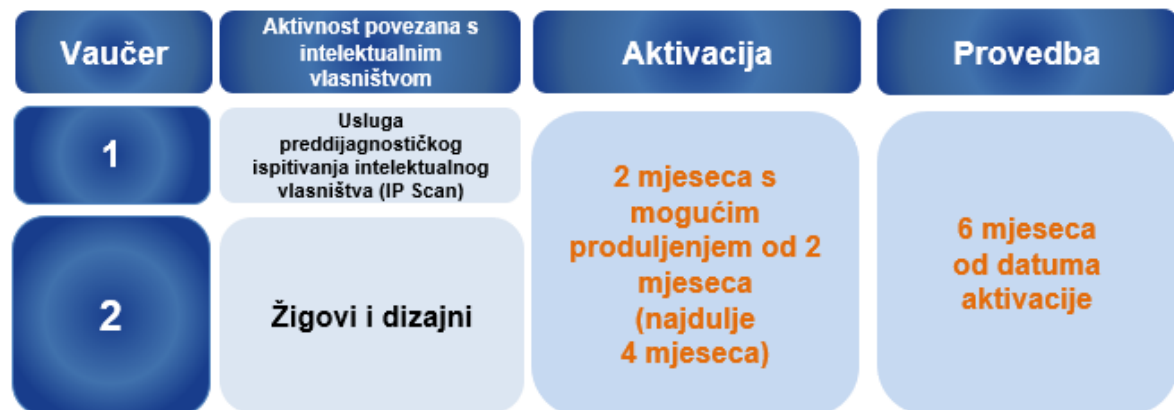 Vaučer
Aktivnost povezana s
intelektualnim
vlasništvom
Aktivacija
Provedba
1
Usluga
preddijagnostičkog
ispitivanja intelektualnog
vlasništva (IP Scan)
2 mjeseca s
mogućim
produljenjem od 2
mjeseca
(najdulje
4 mjeseca)
6 mjeseca
od datuma
aktivacije
2
Žigovi i dizajni